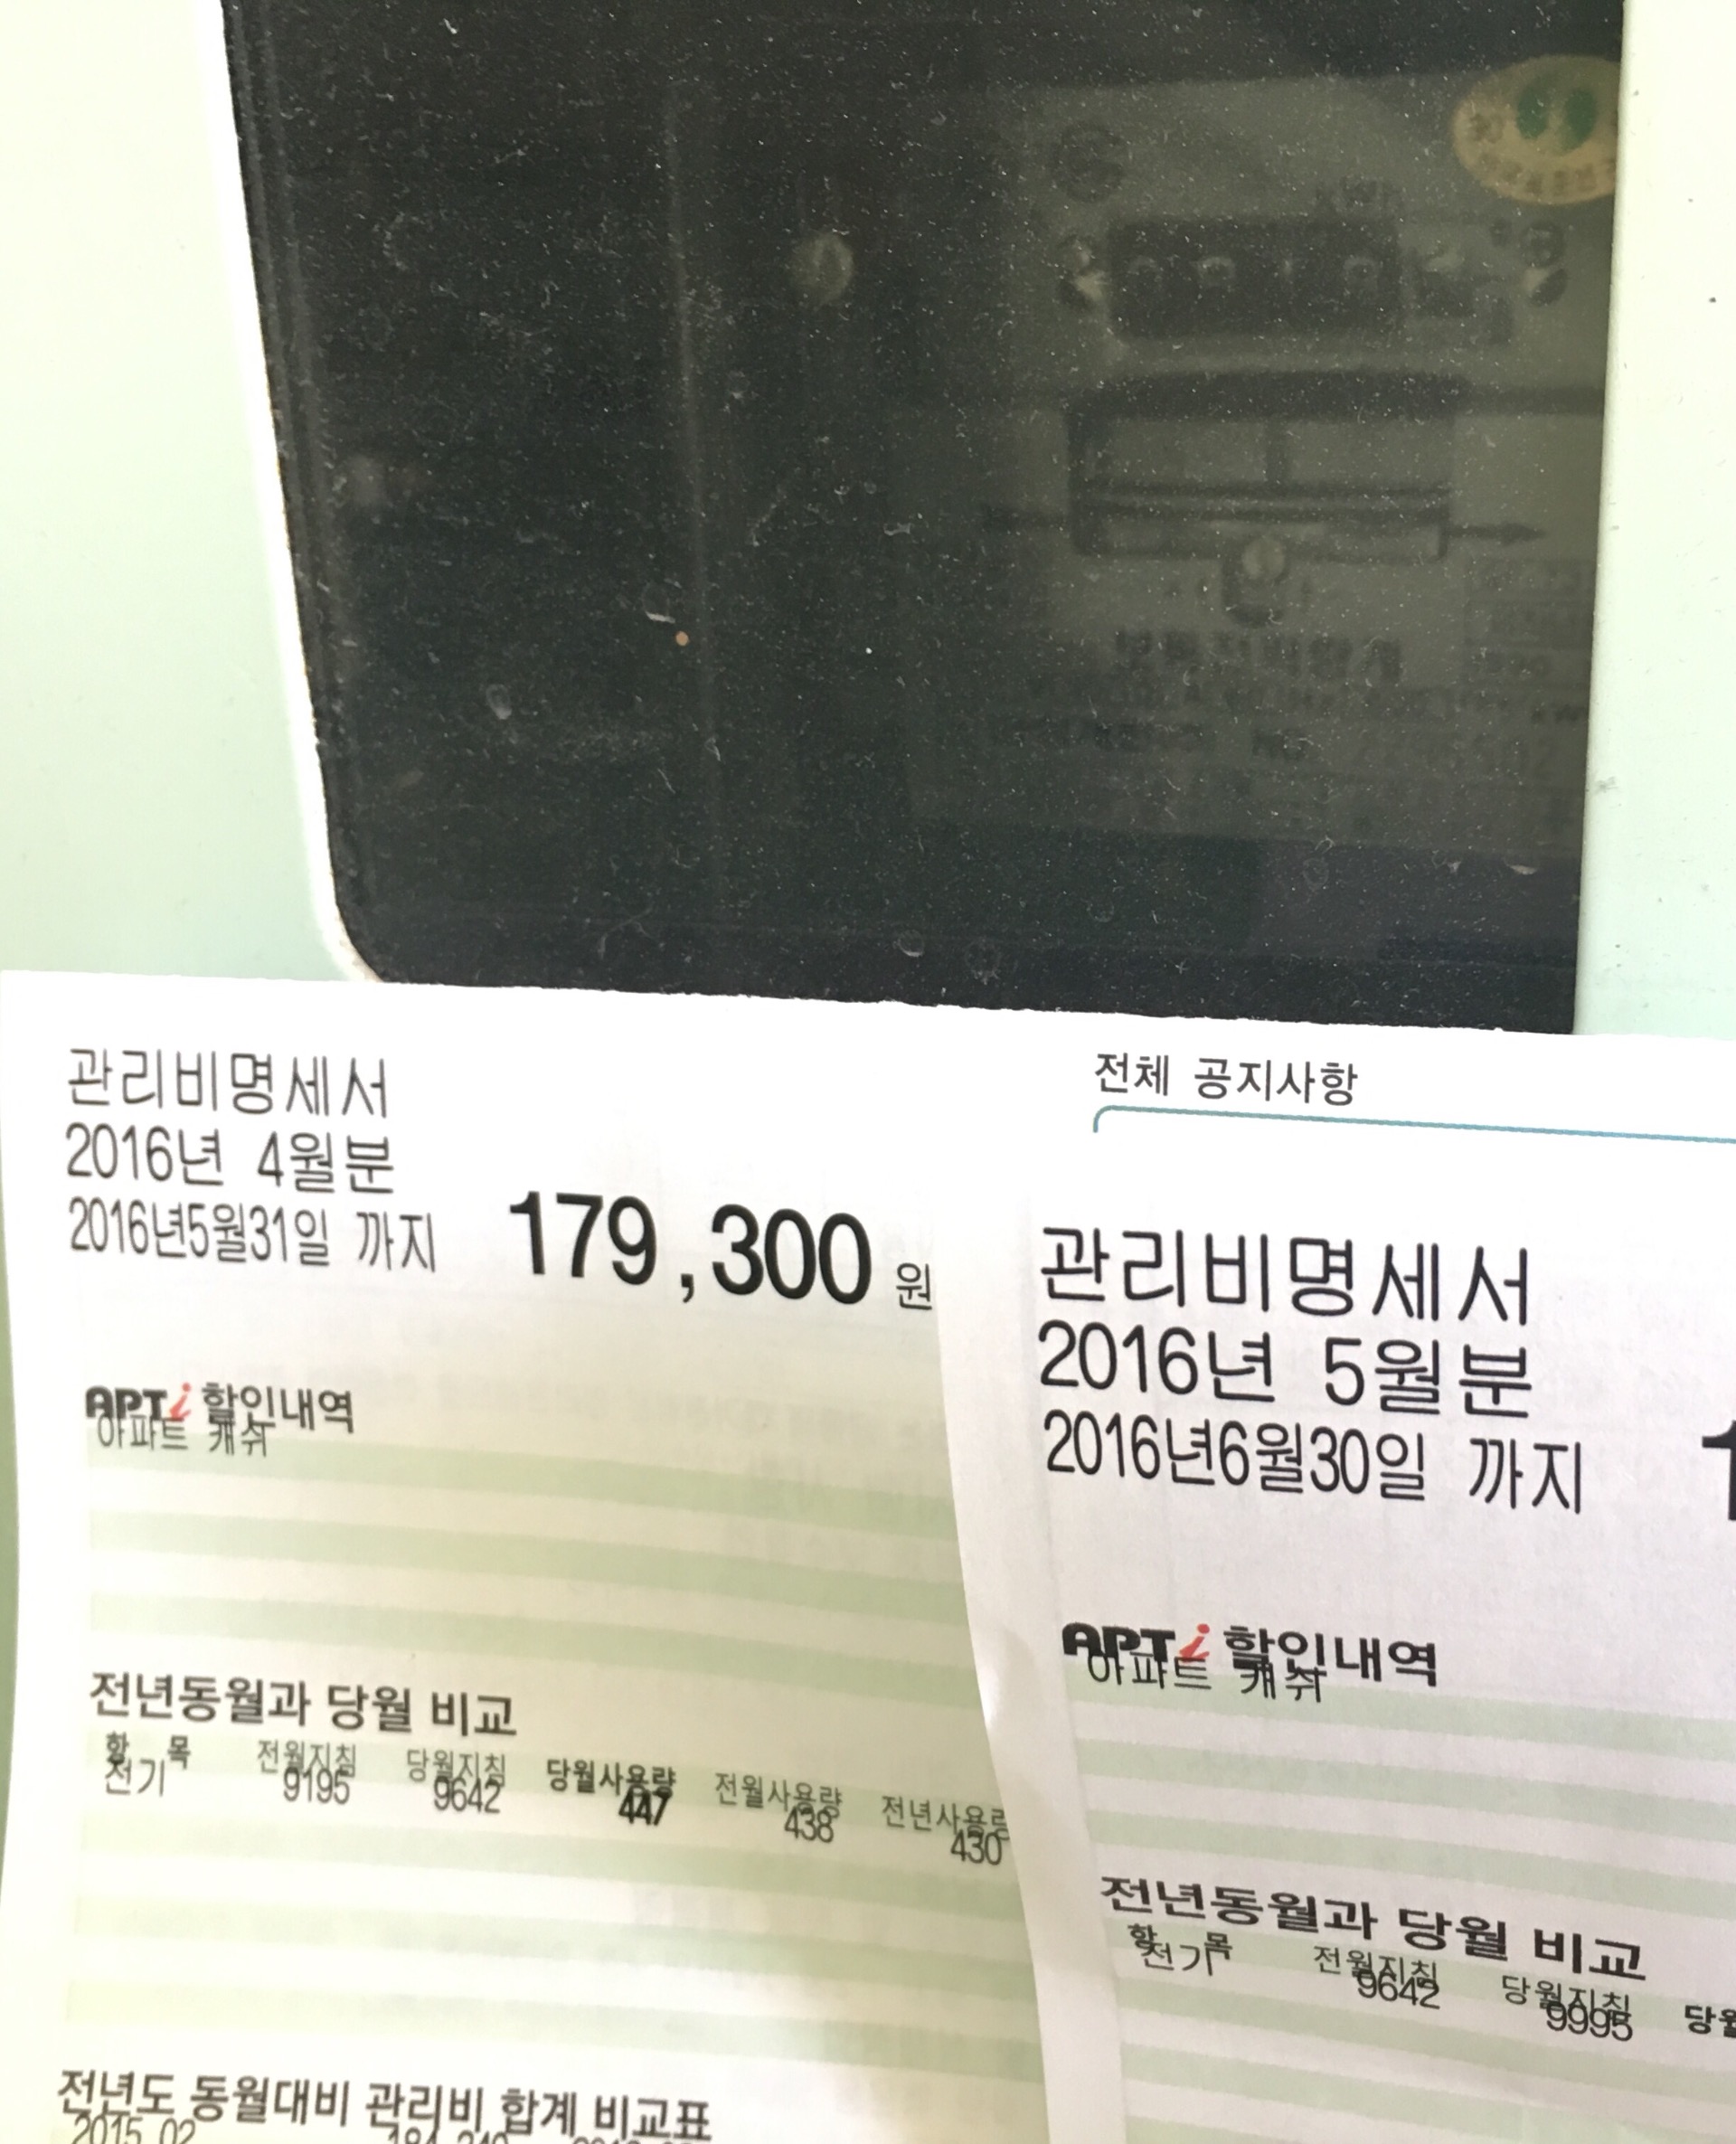 관리비명세서
2016년 4월분
2016년5월31일 까지 179,300 원
APTi 할인내역
아파트 캐쉬
전년동월과 당월 비교
항 목 전월지침 당월지침 당월사용량 전월사용량 전년사용량
전기 9195 9642 447 438 430
전년도 동월대비 관리비 합계 비교표
2015 02
전체 공지사항
관리비명세서
2016년 5월분
2016년6월30일 까지
APTi 할인내역
아파트 캐쉬
전년동월과 당월 비교
항 목 전월지침 당월지침
전기 9642 9995